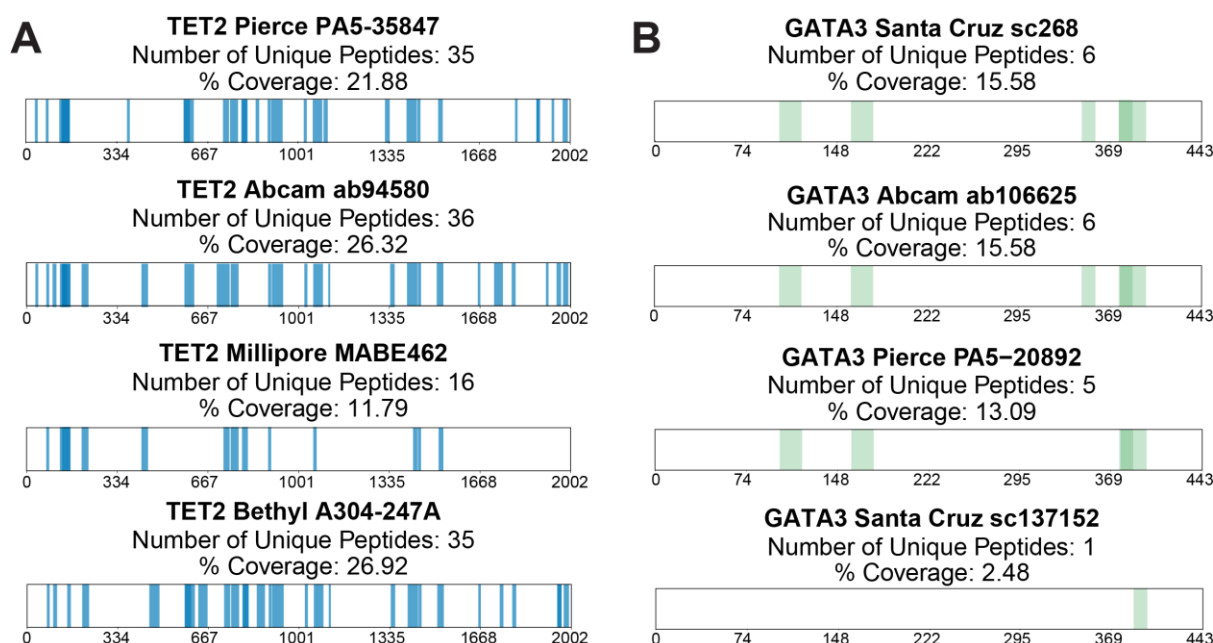 A
TET2 Pierce PA5-35847
Number of Unique Peptides: 35
% Coverage: 21.88
0 334 667 1001 1335 1668 2002
TET2 Abcam ab94580
Number of Unique Peptides: 36
% Coverage: 26.32
0 334 667 1001 1335 1668 2002
TET2 Millipore MABE462
Number of Unique Peptides: 16
% Coverage: 11.79
0 334 667 1001 1335 1668 2002
TET2 Bethyl A304-247A
Number of Unique Peptides: 35
% Coverage: 26.92
0 334 667 1001 1335 1668 2002
B
GATA3 Santa Cruz sc268
Number of Unique Peptides: 6
% Coverage: 15.58
0 74 148 222 295 369 443
GATA3 Abcam ab106625
Number of Unique Peptides: 6
% Coverage: 15.58
0 74 148 222 295 369 443
GATA3 Pierce PA5−20892
Number of Unique Peptides: 5
% Coverage: 13.09
0 74 148 222 295 369 443
GATA3 Santa Cruz sc137152
Number of Unique Peptides: 1
% Coverage: 2.48
0 74 148 222 295 369 443